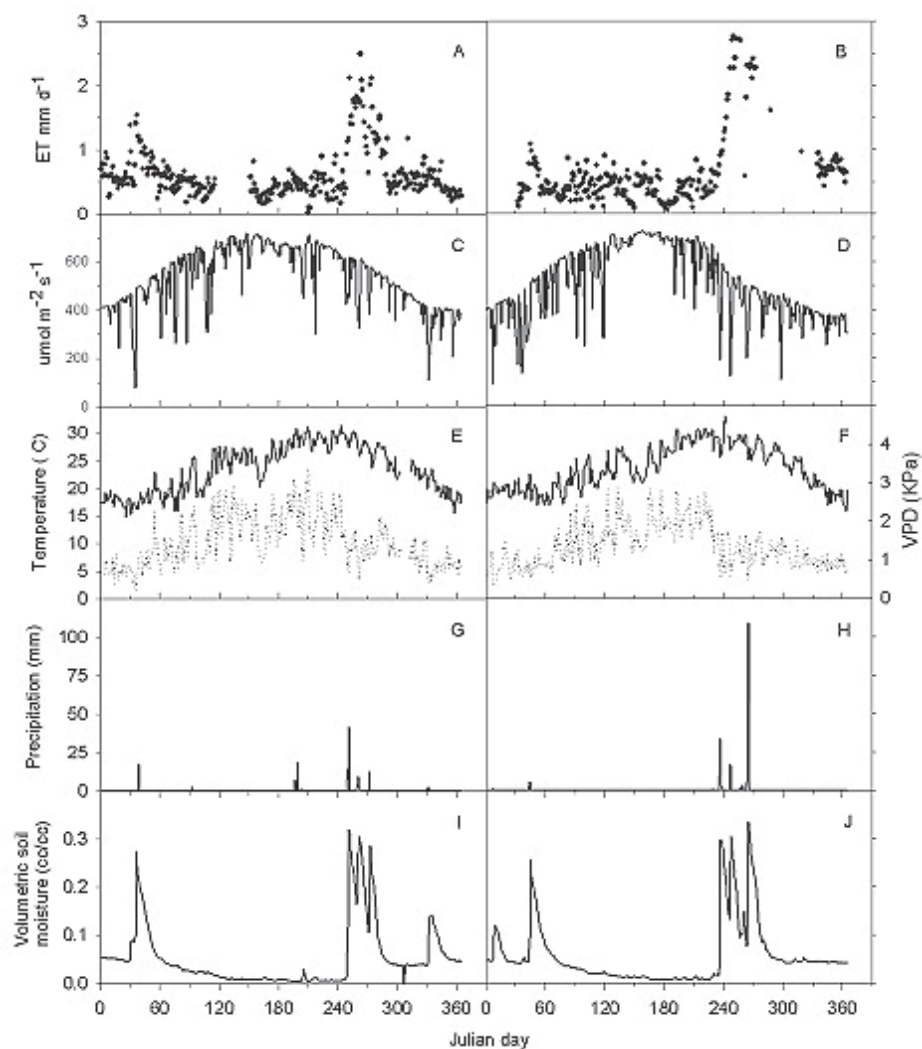 3
2
1
0
ET mm d⁻¹
A
B
600
400
200
0
umol m⁻² s⁻¹
C
D
30
25
20
15
10
5
0
Temperature ( C)
E
F
4
3
2
1
0
VPD (KPa)
100
75
50
25
0
Precipitation (mm)
G
H
0.3
0.2
0.1
0.0
Volumetric soil
moisture (cc/cc)
I
J
0 60 120 180 240 300 360 0 60 120 180 240 300 360
Julian day